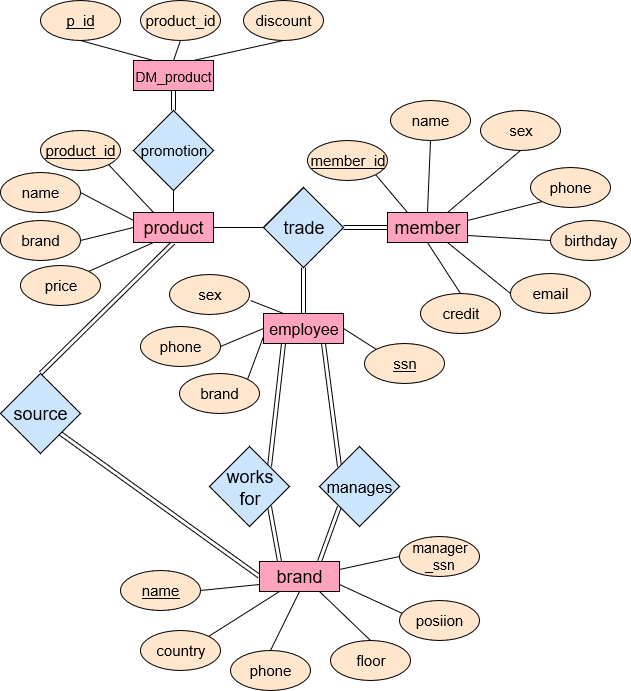 p_id
product_id
discount
DM_product
promotion
product_id
name
brand
price
product
trade
member_id
name
sex
phone
birthday
email
credit
member
sex
phone
brand
employee
ssn
source
works
for
manages
brand
manager
_ssn
name
posiion
country
phone
floor